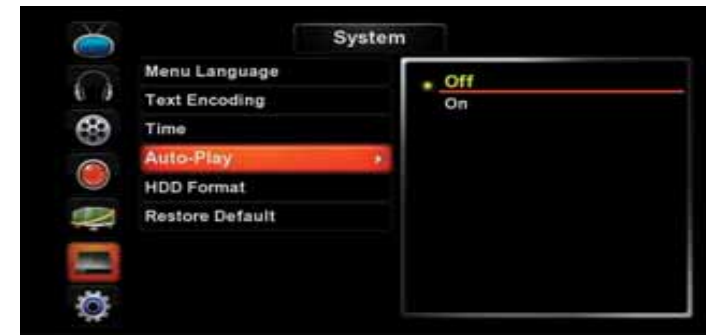 System
Menu Language
Text Encoding
Time
Auto-Play
HDD Format
Restore Default
Off
On